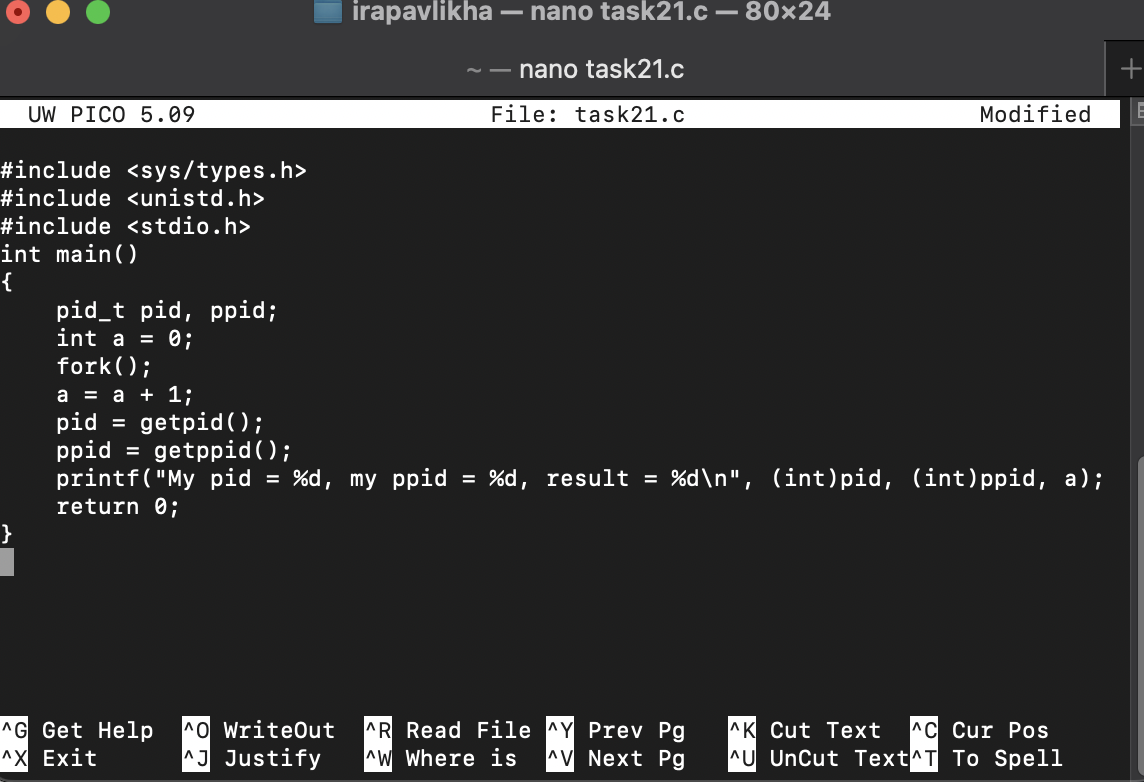 irapavlikha — nano task21.c — 80×24
~ — nano task21.c
+
UW PICO 5.09 File: task21.c Modified
#include <sys/types.h>
#include <unistd.h>
#include <stdio.h>
int main()
{
    pid_t pid, ppid;
    int a = 0;
    fork();
    a = a + 1;
    pid = getpid();
    ppid = getppid();
    printf("My pid = %d, my ppid = %d, result = %d\n", (int)pid, (int)ppid, a);
    return 0;
}
^G Get Help ^O WriteOut ^R Read File ^Y Prev Pg ^K Cut Text ^C Cur Pos
^X Exit ^J Justify ^W Where is ^V Next Pg ^U UnCut Text^T To Spell